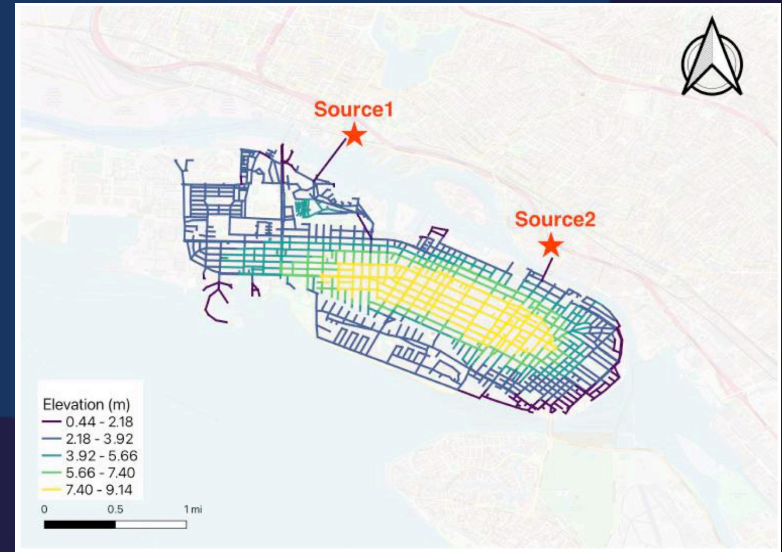 Source1
Source2
Elevation (m)
0.44 - 2.18
2.18 - 3.92
3.92 - 5.66
5.66 - 7.40
7.40 - 9.14
0 0.5 1 mi